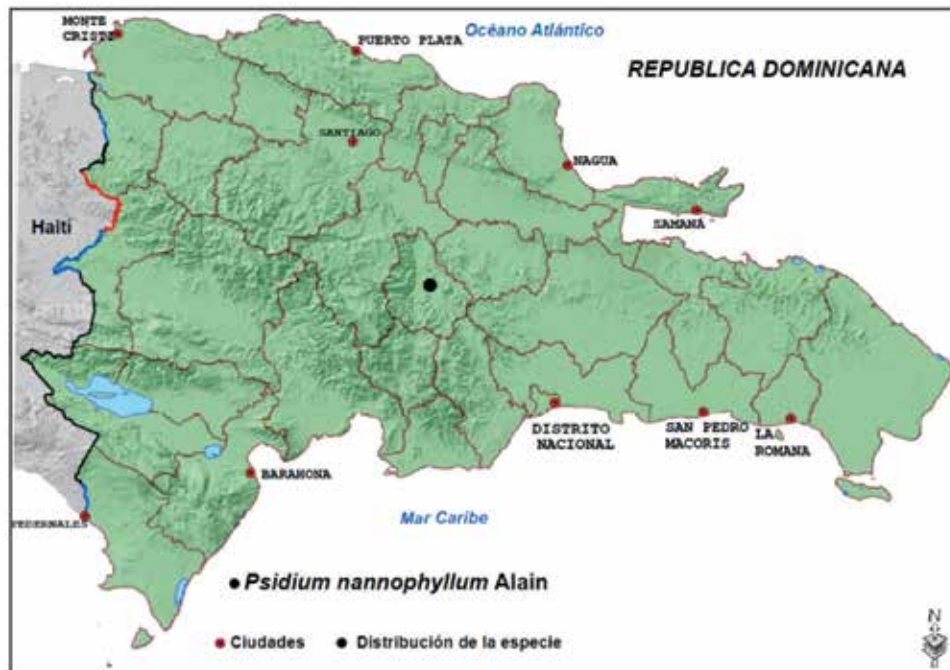 MONTE
CRISTI
Océano Atlántico
PUERTO PLATA
REPUBLICA DOMINICANA
SANTIAGO
NAGUA
Haití
SAMANÁ
DISTRITO
NACIONAL
SAN PEDRO
MACORIS
LA
ROMANA
BARAHONA
PEDERNALES
Mar Caribe
Psidium nannophyllum Alain
Ciudades
Distribución de la especie
N